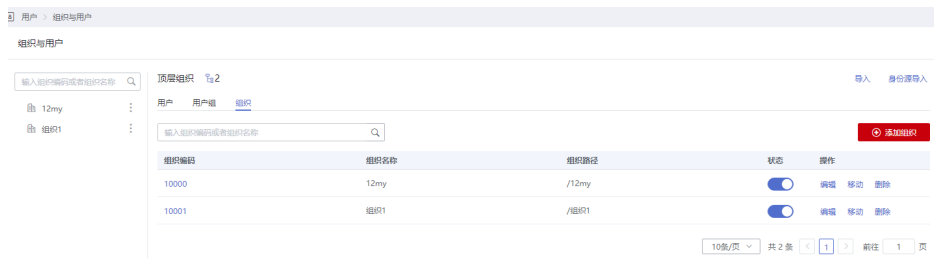 用户 > 组织与用户
组织与用户
输入组织编码或者组织名称
12my
组织1
顶层组织 2
导入 身份源导入
用户 用户组 组织
输入组织编码或者组织名称
添加组织
组织编码 组织名称 组织路径 状态 操作
10000 12my /12my 编辑 移动 删除
10001 组织1 /组织1 编辑 移动 删除
10条/页 共 2 条 < 1 > 前往 1 页